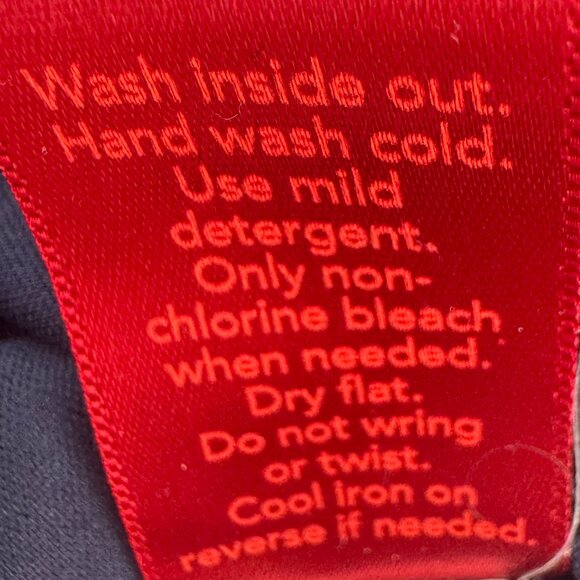 Wash inside out.
Hand wash cold.
Use mild
detergent.
Only non-
chlorine bleach
when needed.
Dry flat.
Do not wring
or twist.
Cool iron on
reverse if needed.